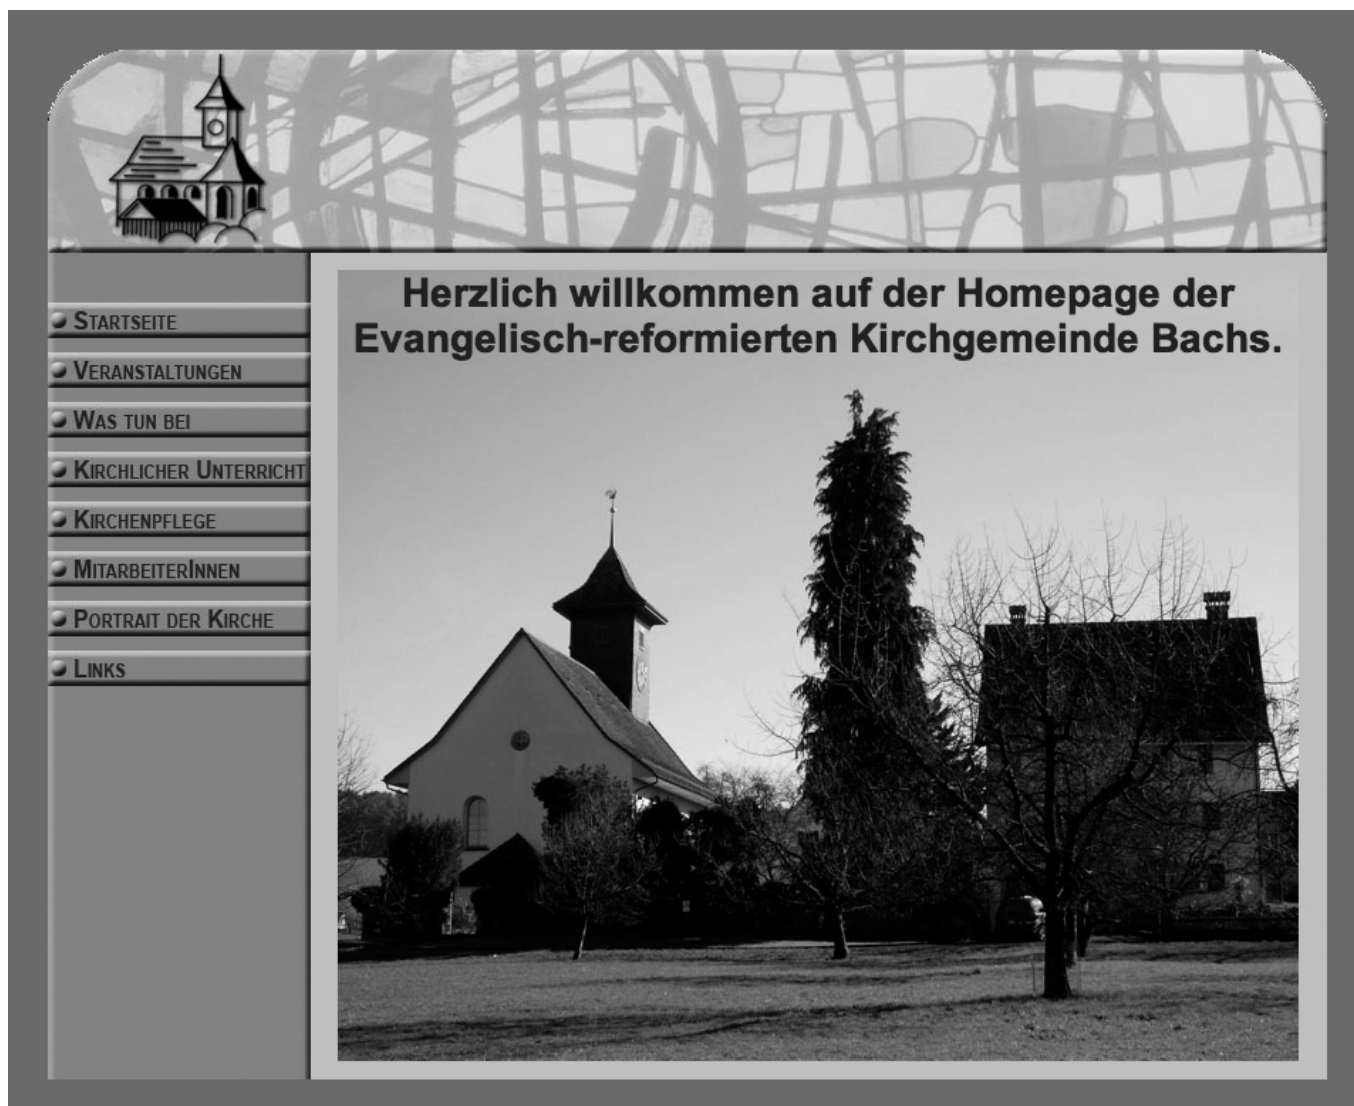 Herzlich willkommen auf der Homepage der
Evangelisch-reformierten Kirchgemeinde Bachs.
STARTSEITE
VERANSTALTUNGEN
WAS TUN BEI
KIRCHLICHER UNTERRICHT
KIRCHENPFLEGE
MITARBEITERINNEN
PORTRAIT DER KIRCHE
LINKS